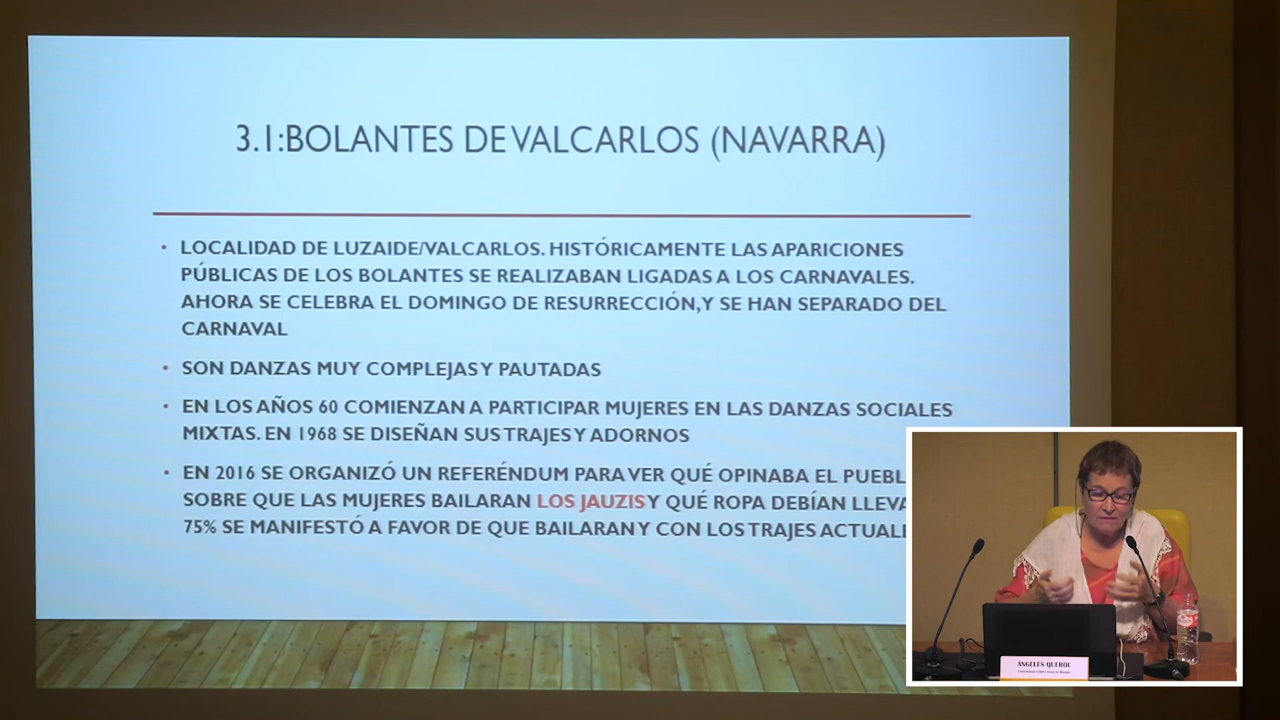 3.1:BOLANTES DE VALCARLOS (NAVARRA)
• LOCALIDAD DE LUZAIDE/VALCARLOS. HISTÓRICAMENTE LAS APARICIONES
PÚBLICAS DE LOS BOLANTES SE REALIZABAN LIGADAS A LOS CARNAVALES.
AHORA SE CELEBRA EL DOMINGO DE RESURRECCIÓN, Y SE HAN SEPARADO DEL
CARNAVAL
• SON DANZAS MUY COMPLEJAS Y PAUTADAS
• EN LOS AÑOS 60 COMIENZAN A PARTICIPAR MUJERES EN LAS DANZAS SOCIALES
MIXTAS. EN 1968 SE DISEÑAN SUS TRAJES Y ADORNOS
• EN 2016 SE ORGANIZÓ UN REFERÉNDUM PARA VER QUÉ OPINABA EL PUEBL
SOBRE QUE LAS MUJERES BAILARAN LOS JAUZIS Y QUÉ ROPA DEBÍAN LLEVA
75% SE MANIFESTÓ A FAVOR DE QUE BAILARAN Y CON LOS TRAJES ACTUALE
ÁNGELES QUEROL